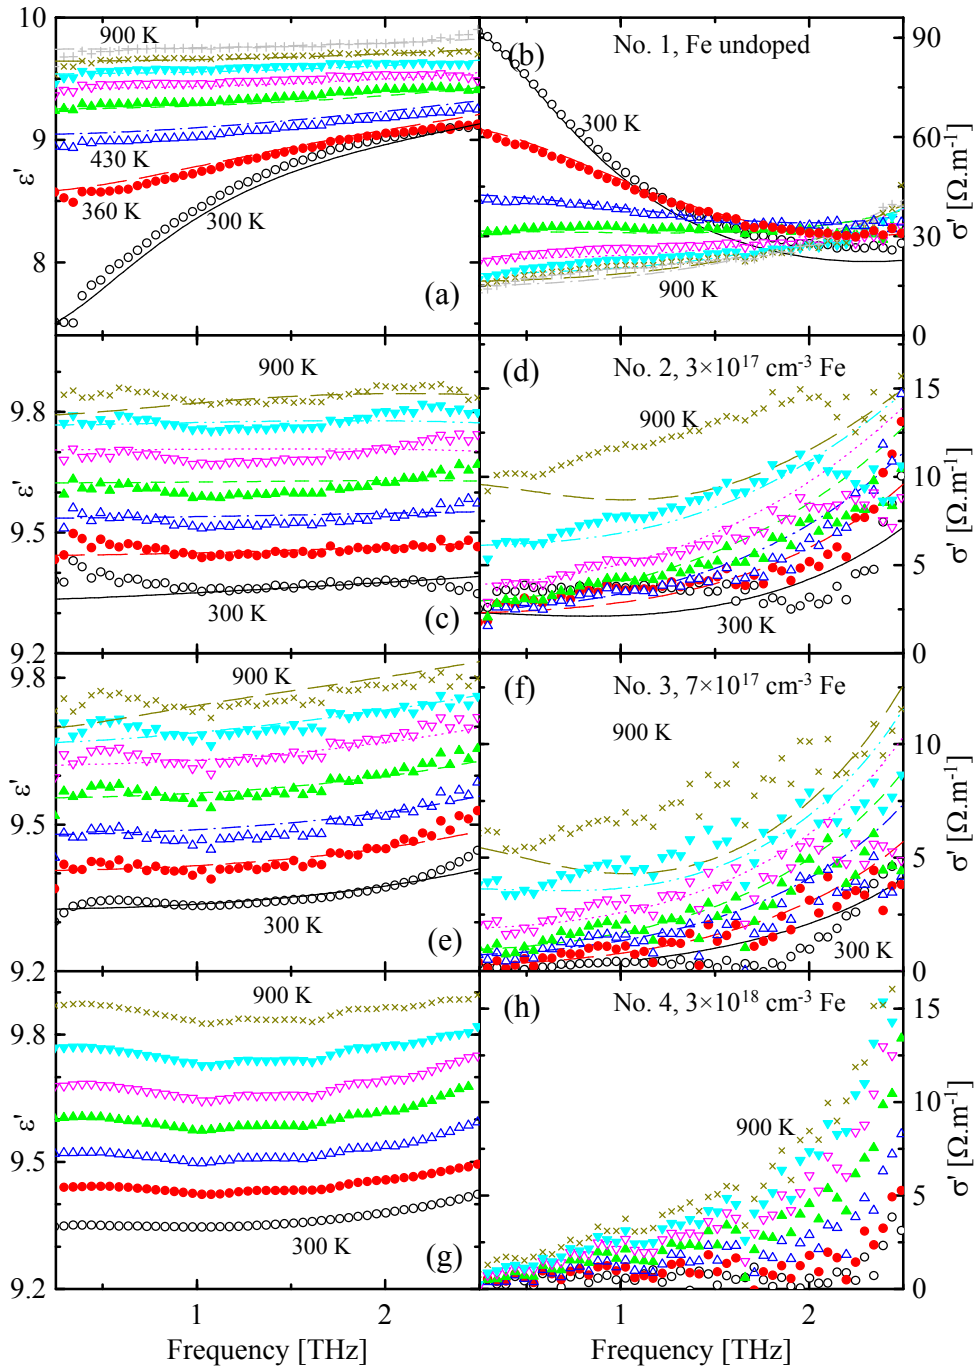 10
9
8
ε'
900 K
430 K
360 K
300 K
(a)
(b)
No. 1, Fe undoped
300 K
900 K
90
60
30
0
σ' [Ω.m⁻¹]
9.8
9.5
9.2
ε'
900 K
300 K
(c)
(d)
No. 2, 3×10¹⁷ cm⁻³ Fe
900 K
300 K
15
10
5
0
σ' [Ω.m⁻¹]
9.8
9.5
9.2
ε'
900 K
300 K
(e)
(f)
No. 3, 7×10¹⁷ cm⁻³ Fe
900 K
300 K
10
5
0
σ' [Ω.m⁻¹]
9.8
9.5
9.2
ε'
900 K
300 K
(g)
(h)
No. 4, 3×10¹⁸ cm⁻³ Fe
900 K
15
10
5
0
σ' [Ω.m⁻¹]
1 2
1 2
Frequency [THz]
Frequency [THz]